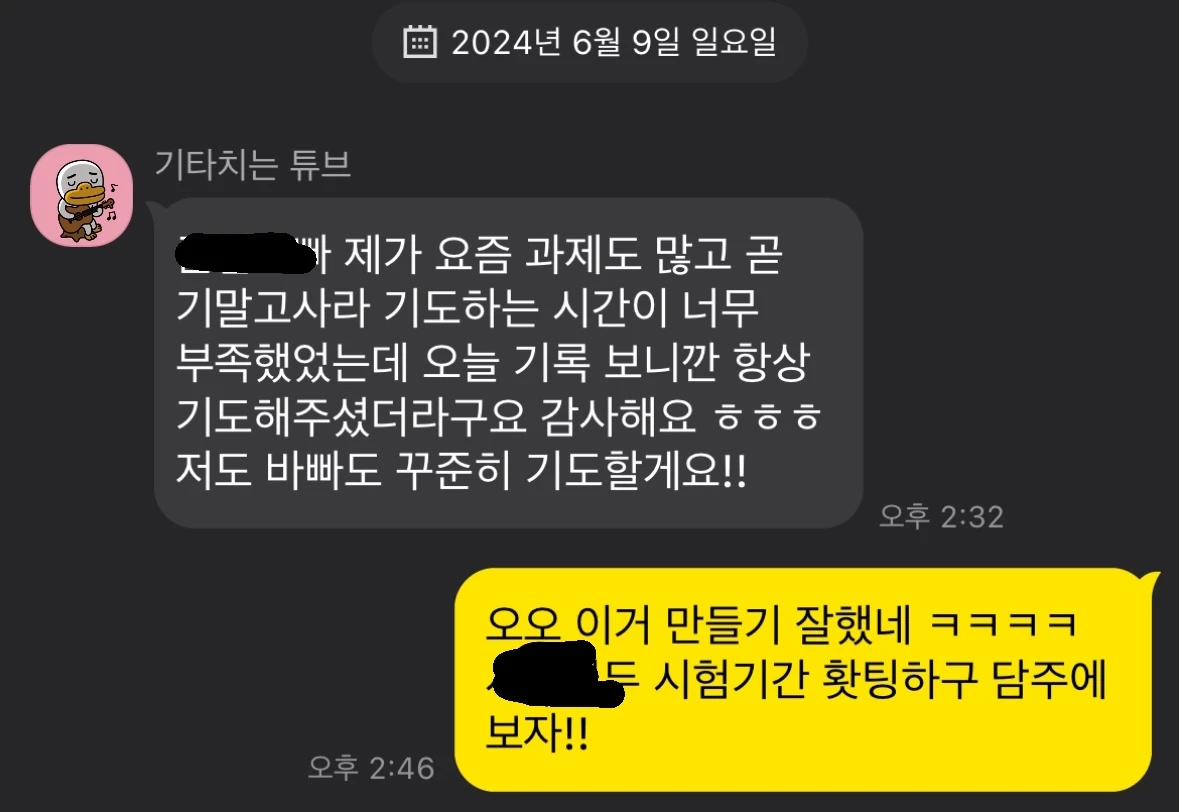 2024년 6월 9일 일요일
기타치는 튜브
제가 요즘 과제도 많고 곧
기말고사라 기도하는 시간이 너무
부족했었는데 오늘 기록 보니깐 항상
기도해주셨더라구요 감사해요 ㅎㅎㅎ
저도 바빠도 꾸준히 기도할게요!!
오후 2:32
오오 이거 만들기 잘했네 ㅋㅋㅋㅋ
시험기간 홧팅하구 담주에
보자!!
오후 2:46